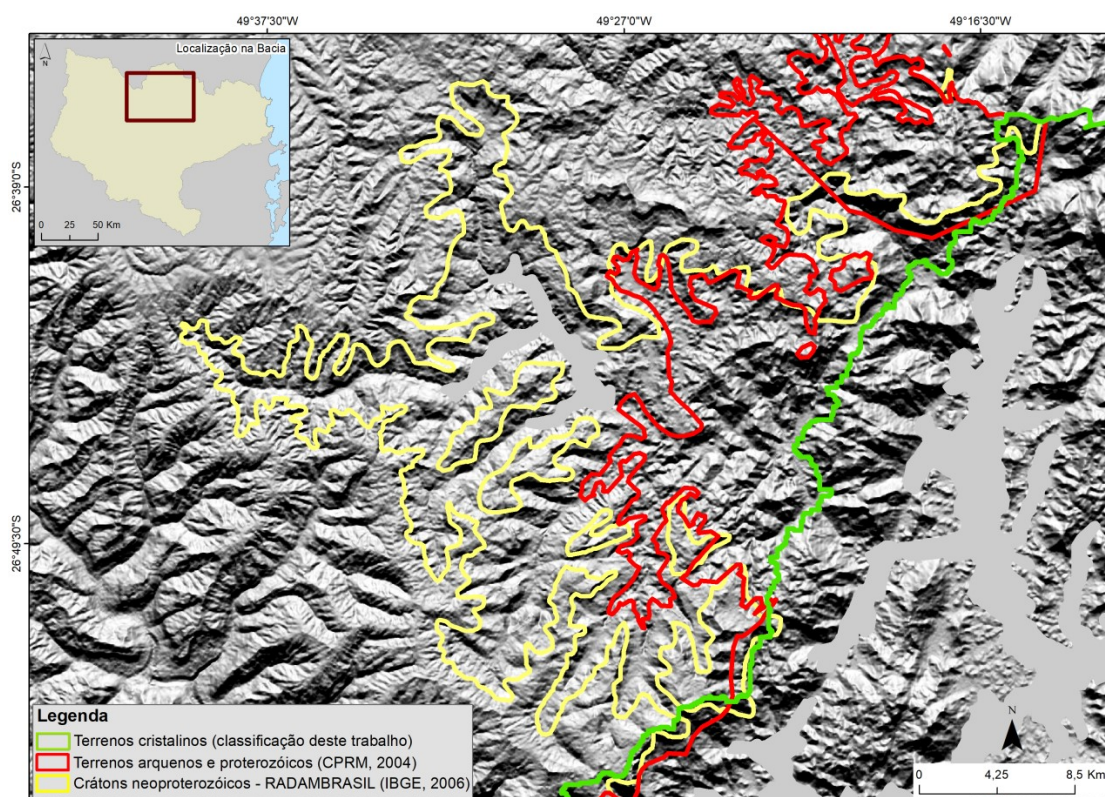 49°37'30"W 49°27'0"W 49°16'30"W
Localização na Bacia
N
0 25 50 Km
26°39'0"S
26°49'30"S
Legenda
Terrenos cristalinos (classificação deste trabalho)
Terrenos arquenos e proterozóicos (CPRM, 2004)
Crátons neoproterozóicos - RADAMBRASIL (IBGE, 2006)
N
0 4,25 8,5 Km